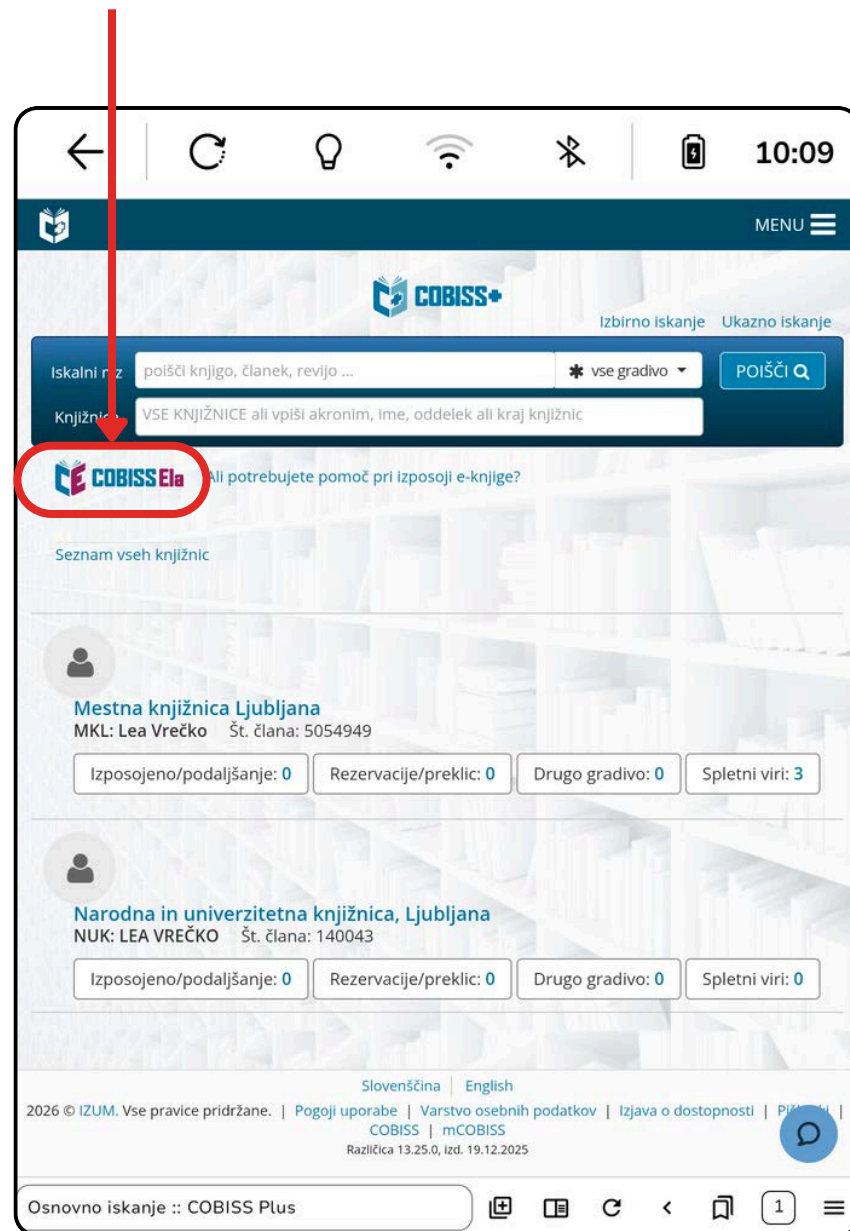 10:09
MENU
COBISS+
Izbirno iskanje Ukazno iskanje
Iskalni niz poišči knjigo, članek, revijo ... ✱ vse gradivo POIŠČI
Knjižnica VSE KNJIŽNICE ali vpiši akronim, ime, oddelek ali kraj knjižnic
COBISS Ela Ali potrebujete pomoč pri izposoji e-knjige?
Seznam vseh knjižnic
Mestna knjižnica Ljubljana
MKL: Lea Vrečko Št. člana: 5054949
Izposojeno/podaljšanje: 0 Rezervacije/preklic: 0 Drugo gradivo: 0 Spletni viri: 3
Narodna in univerzitetna knjižnica, Ljubljana
NUK: LEA VREČKO Št. člana: 140043
Izposojeno/podaljšanje: 0 Rezervacije/preklic: 0 Drugo gradivo: 0 Spletni viri: 0
Slovenščina | English
2026 © IZUM. Vse pravice pridržane. | Pogoji uporabe | Varstvo osebnih podatkov | Izjava o dostopnosti | Piškotki |
COBISS | mCOBISS
Različica 13.25.0, izd. 19.12.2025
Osnovno iskanje :: COBISS Plus 1